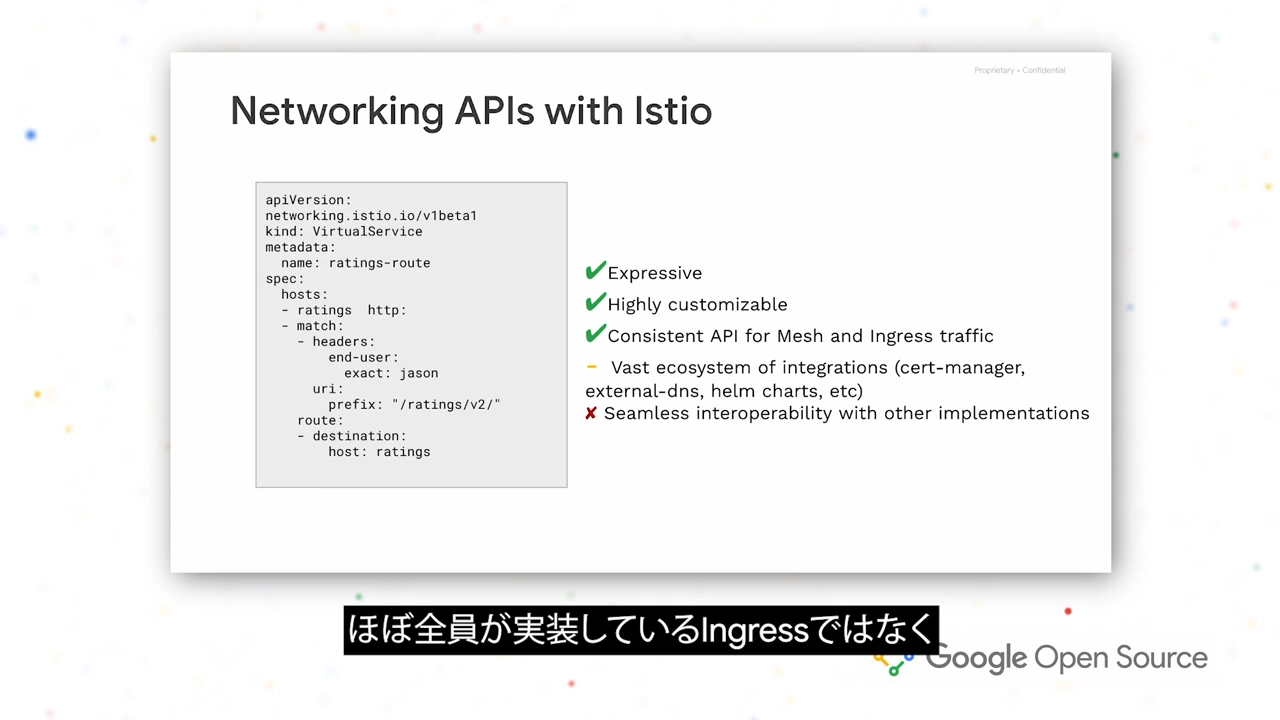 Proprietary + Confidential
Networking APIs with Istio
apiVersion:
networking.istio.io/v1beta1
kind: VirtualService
metadata:
  name: ratings-route
spec:
  hosts:
  - ratings  http:
  - match:
    - headers:
        end-user:
          exact: jason
      uri:
        prefix: "/ratings/v2/"
    route:
    - destination:
        host: ratings
✔Expressive
✔Highly customizable
✔Consistent API for Mesh and Ingress traffic
– Vast ecosystem of integrations (cert-manager,
external-dns, helm charts, etc)
✘ Seamless interoperability with other implementations
ほぼ全員が実装しているIngressではなく
Google Open Source